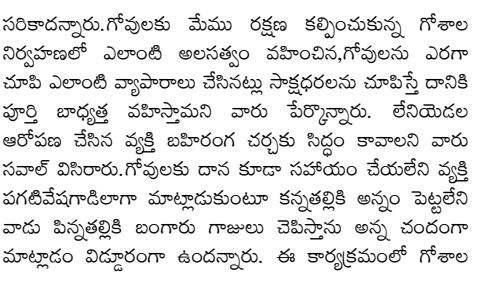 సరికాదన్నారు.గోవులకు మేము రక్షణ కల్పించుకున్న గోశాల
నిర్వహణలో ఎలాంటి అలసత్వం వహించిన,గోవులను ఎరగా
చూపి ఎలాంటి వ్యాపారాలు చేసినట్లు సాక్షధరలను చూపిస్తే దానికి
పూర్తి బాధ్యత్త వహిస్తామని వారు పేర్కొన్నారు. లేనియెడల
ఆరోపణ చేసిన వ్యక్తి బహిరంగ చర్చకు సిద్ధం కావాలని వారు
సవాల్ విసిరారు.గోవులకు దాన కూడా సహాయం చేయలేని వ్యక్తి
పగటివేషగాడిలాగా మాట్లాడుకుంటూ కన్నతల్లికి అన్నం పెట్టలేని
వాడు పిన్నతల్లికి బంగారు గాజులు చెపిస్తాను అన్న చందంగా
మాట్లాడం విడ్డూరంగా ఉందన్నారు. ఈ కార్యక్రమంలో గోశాల